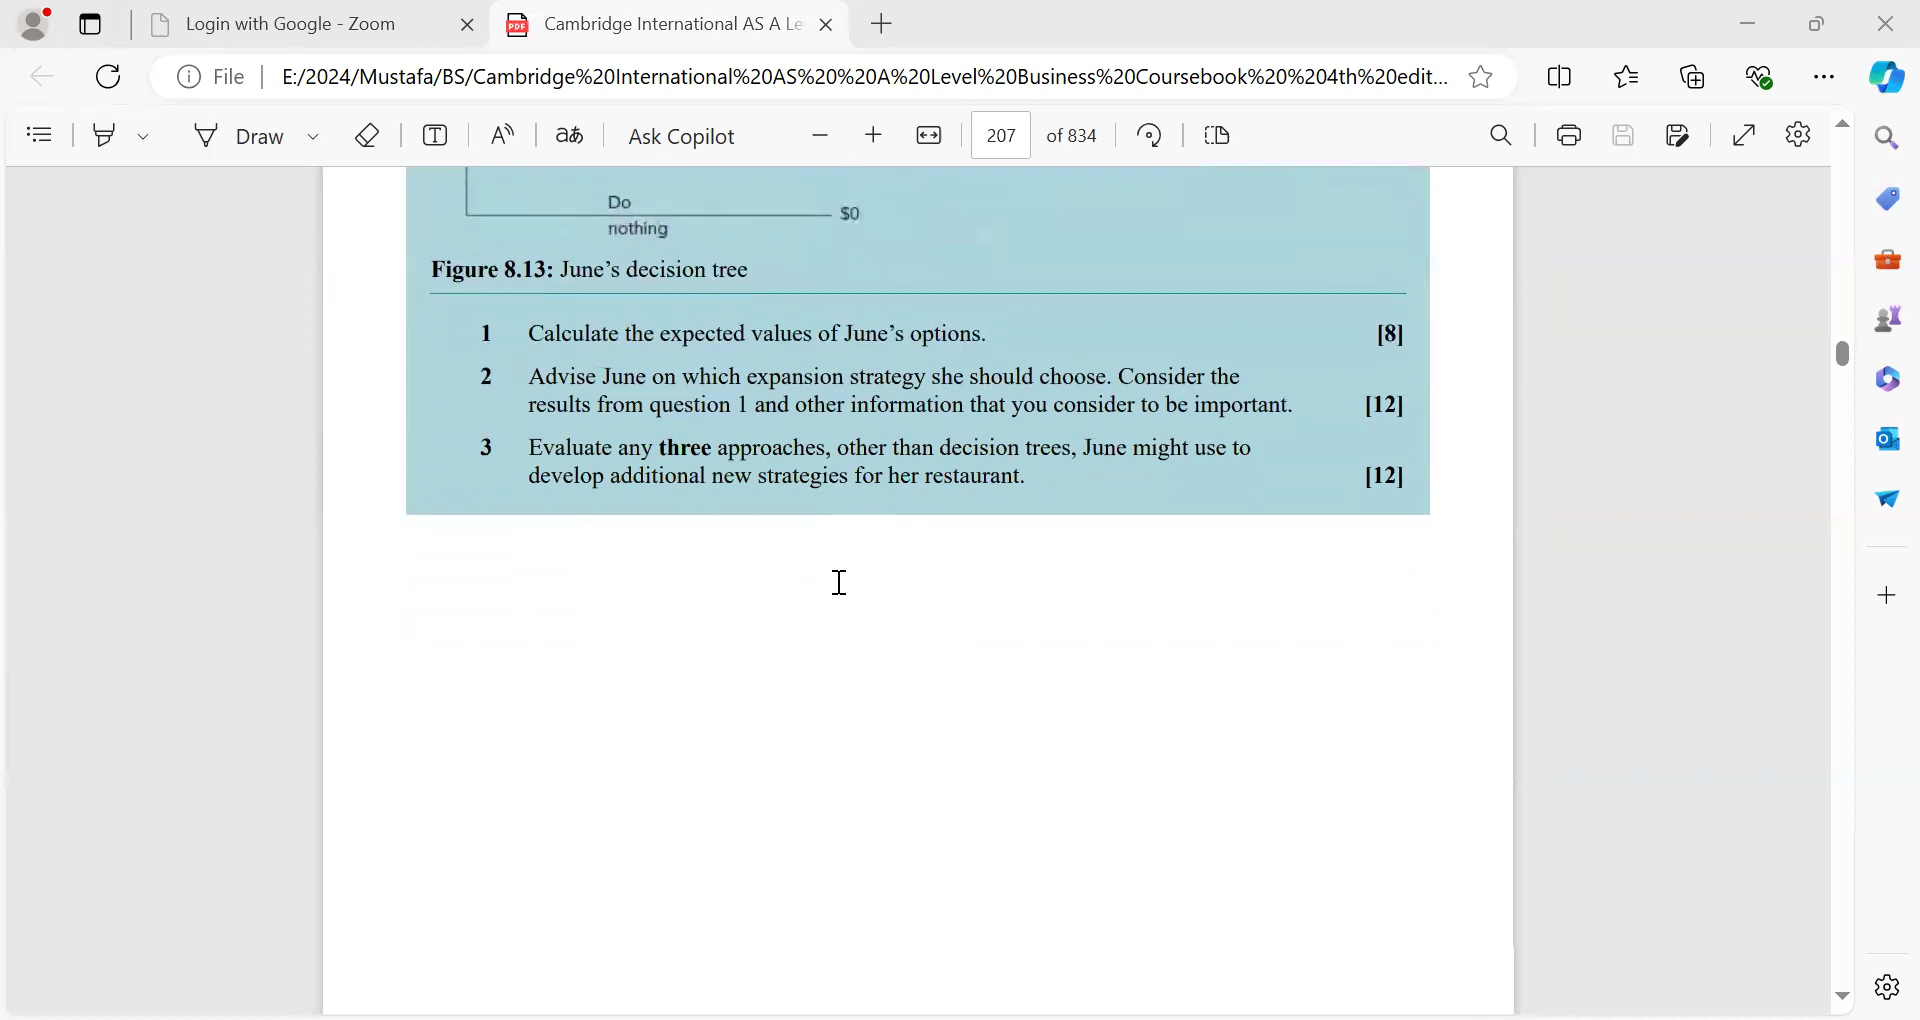 Login with Google - Zoom
Cambridge International AS A Le
File
E:/2024/Mustafa/BS/Cambridge%20International%20AS%20%20A%20Level%20Business%20Coursebook%20%204th%20edit...
Draw
Ask Copilot
207 of 834
Do
nothing
$0
Figure 8.13: June's decision tree
1 Calculate the expected values of June's options. [8]
2 Advise June on which expansion strategy she should choose. Consider the
results from question 1 and other information that you consider to be important. [12]
3 Evaluate any three approaches, other than decision trees, June might use to
develop additional new strategies for her restaurant. [12]